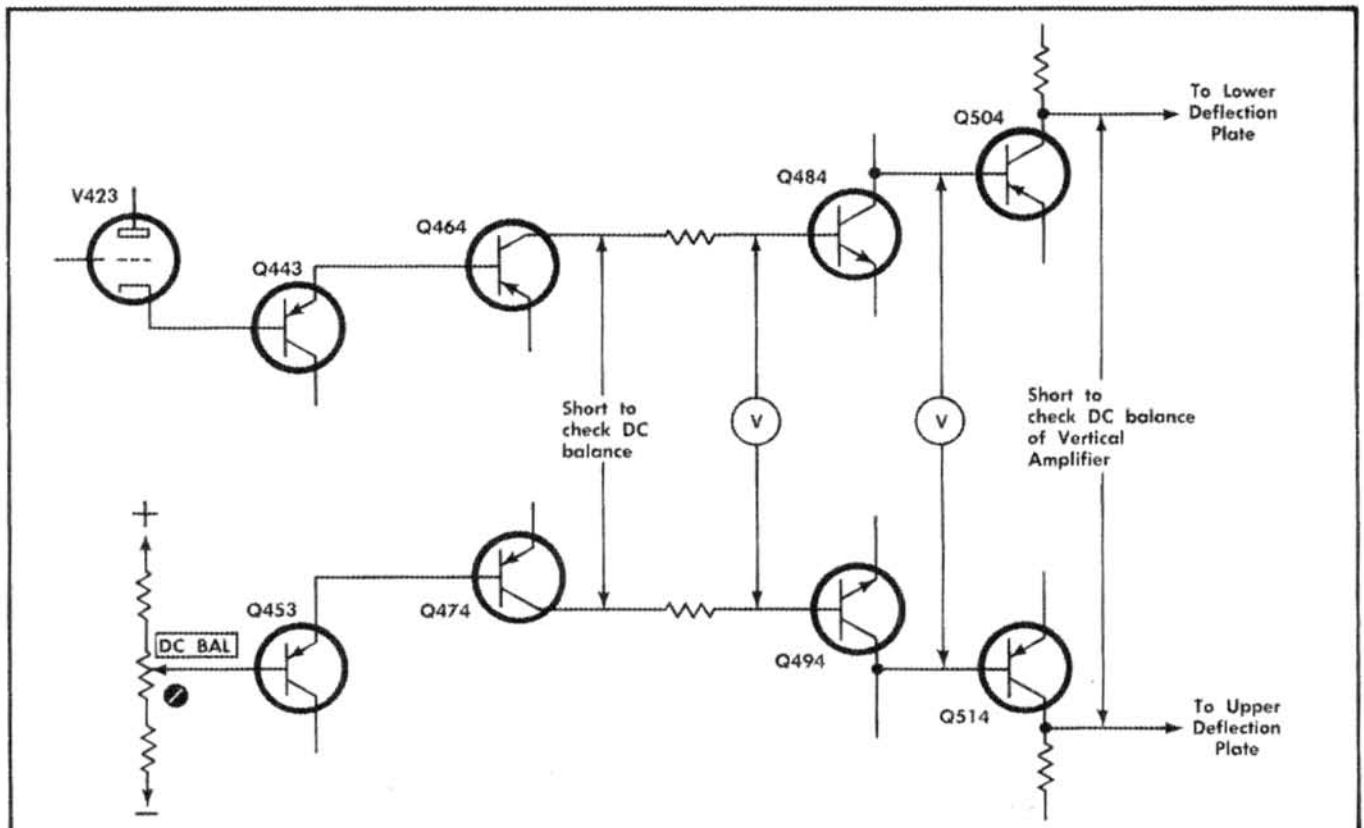 To Lower
Deflection
Plate
Q504
Q484
V423
Q464
Q443
Short to
check DC
balance
V
V
Short to
check DC balance
of Vertical
Amplifier
+
Q453
Q474
DC BAL
Q494
Q514
To Upper
Deflection
Plate
−